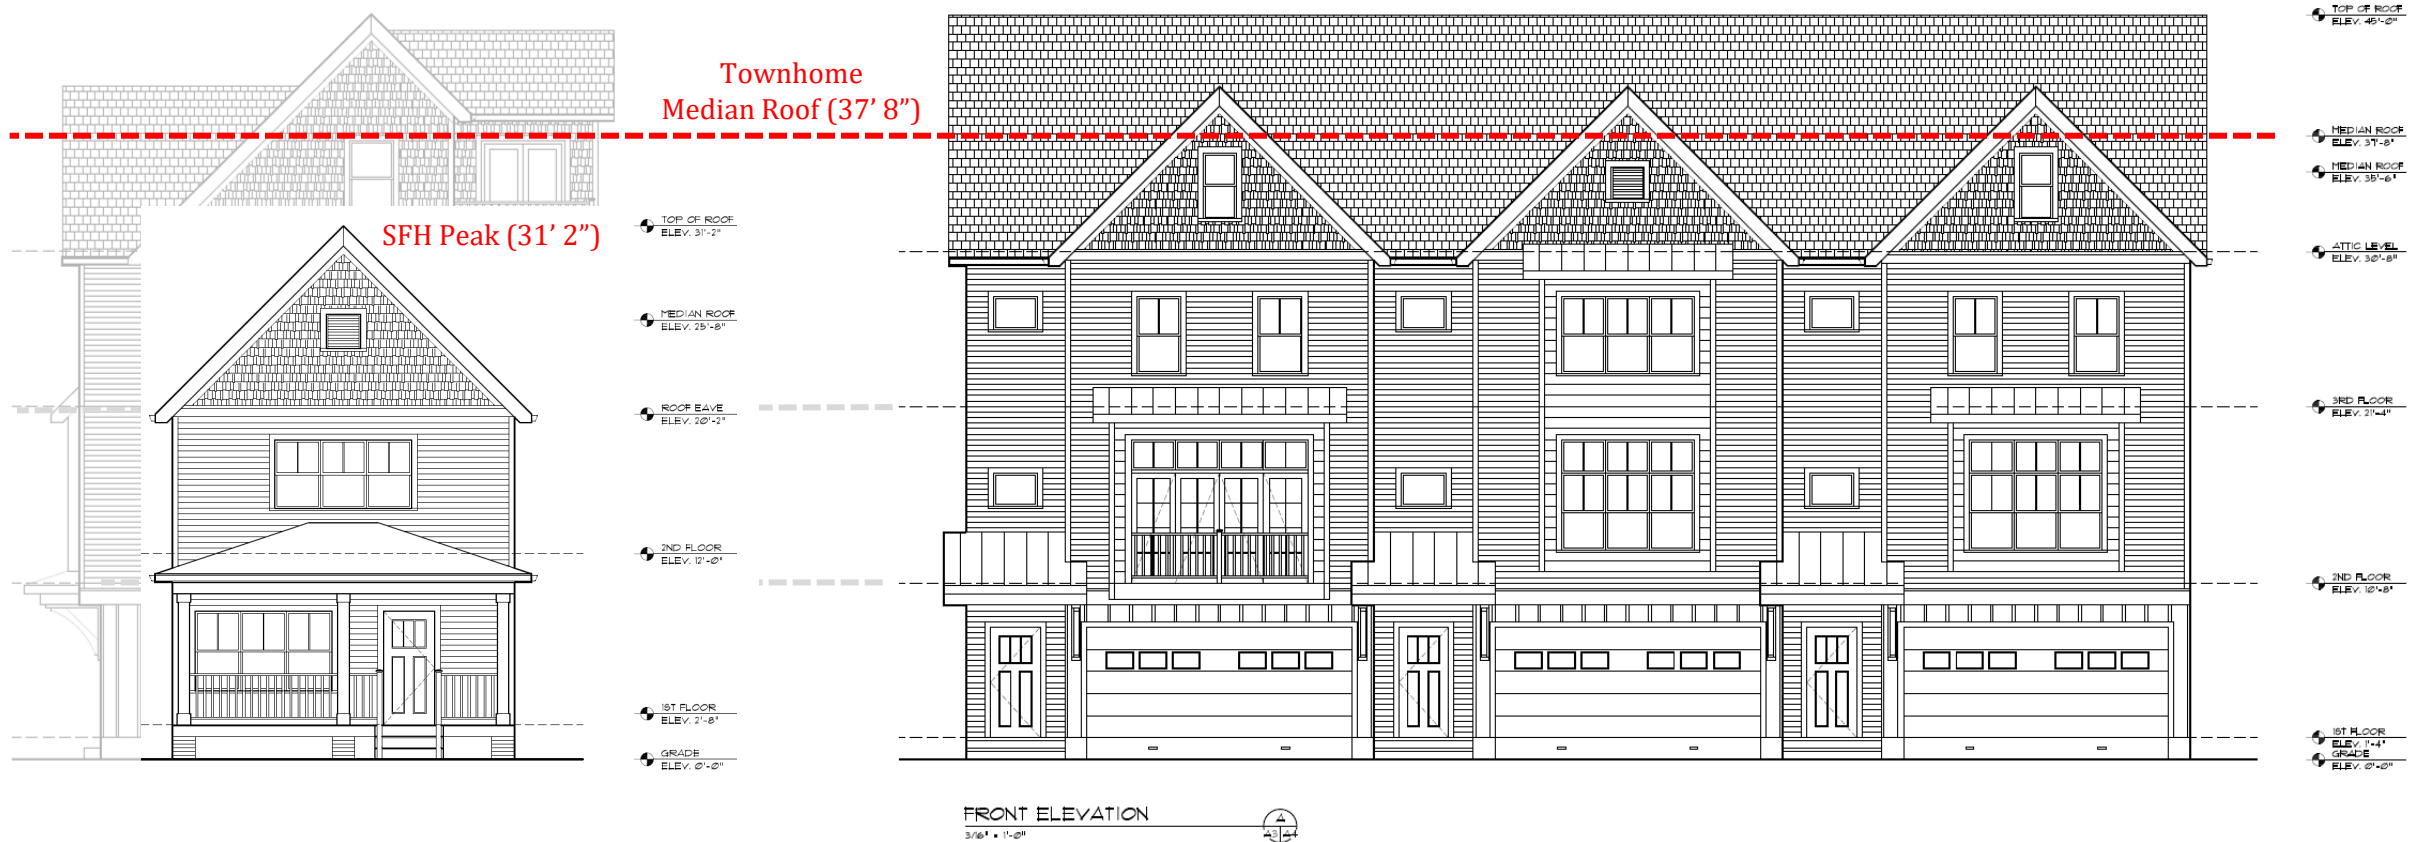 Townhome
Median Roof (37’ 8”)
SFH Peak (31’ 2”)
TOP OF ROOF
ELEV. 31'-2"
MEDIAN ROOF
ELEV. 25'-8"
ROOF EAVE
ELEV. 20'-2"
2ND FLOOR
ELEV. 12'-0"
1ST FLOOR
ELEV. 2'-8"
GRADE
ELEV. 0'-0"
TOP OF ROOF
ELEV. 45'-0"
MEDIAN ROOF
ELEV. 37'-8"
MEDIAN ROOF
ELEV. 35'-6"
ATTIC LEVEL
ELEV. 30'-8"
3RD FLOOR
ELEV. 21'-4"
2ND FLOOR
ELEV. 10'-8"
1ST FLOOR
ELEV. 1'-4"
GRADE
ELEV. 0'-0"
FRONT ELEVATION
3/16" = 1'-0"
A
A3 A4